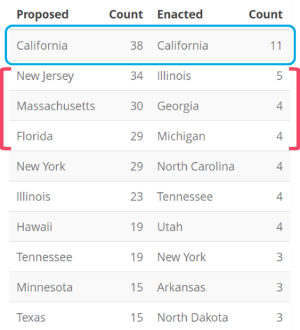 Proposed Count Enacted Count
California 38 California 11
New Jersey 34 Illinois 5
Massachusetts 30 Georgia 4
Florida 29 Michigan 4
New York 29 North Carolina 4
Illinois 23 Tennessee 4
Hawaii 19 Utah 4
Tennessee 19 New York 3
Minnesota 15 Arkansas 3
Texas 15 North Dakota 3